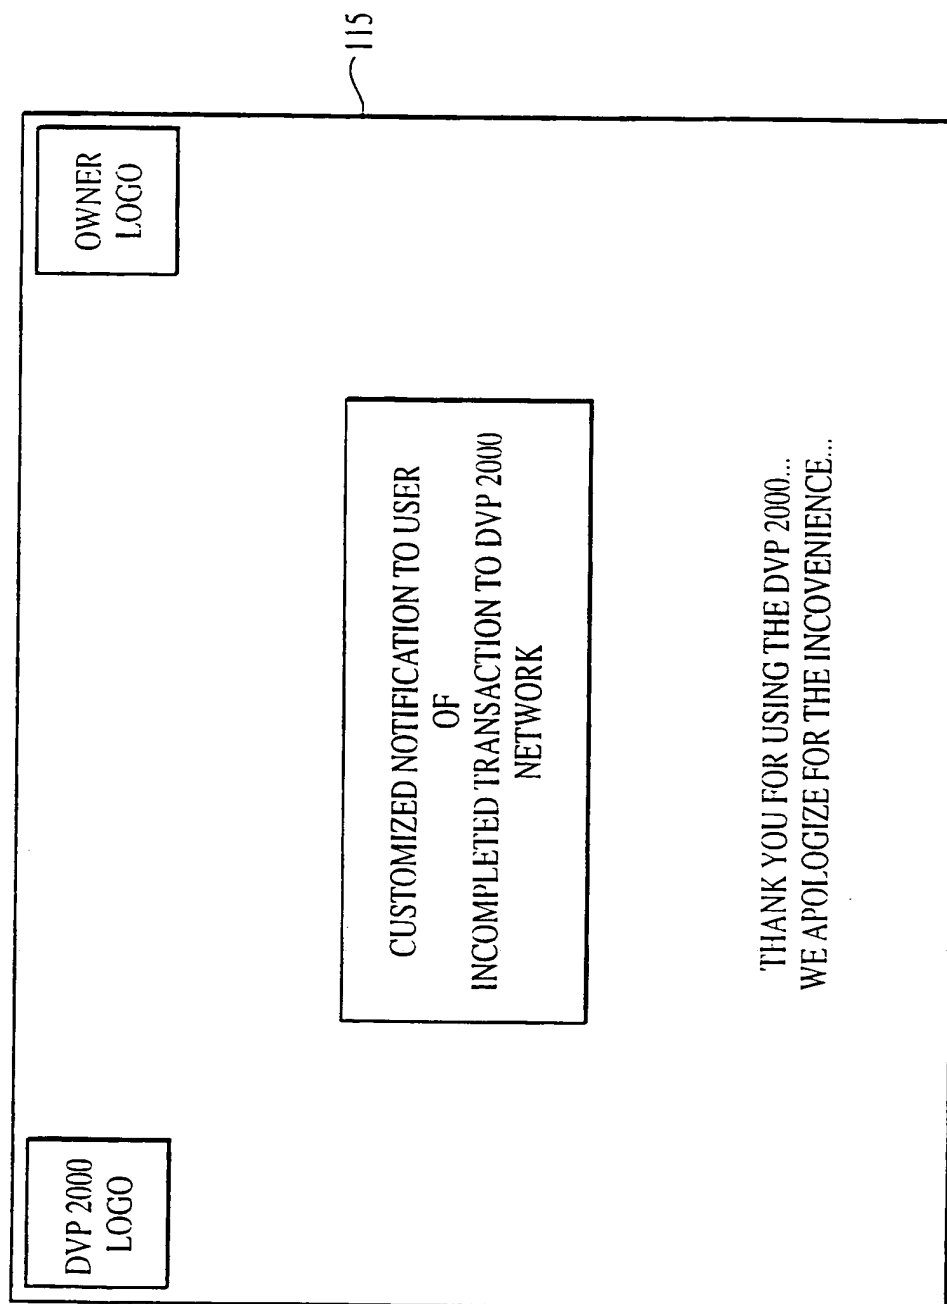 DVP 2000
LOGO
OWNER
LOGO
115
CUSTOMIZED NOTIFICATION TO USER
OF
INCOMPLETED TRANSACTION TO DVP 2000
NETWORK
THANK YOU FOR USING THE DVP 2000...
WE APOLOGIZE FOR THE INCOVENIENCE...